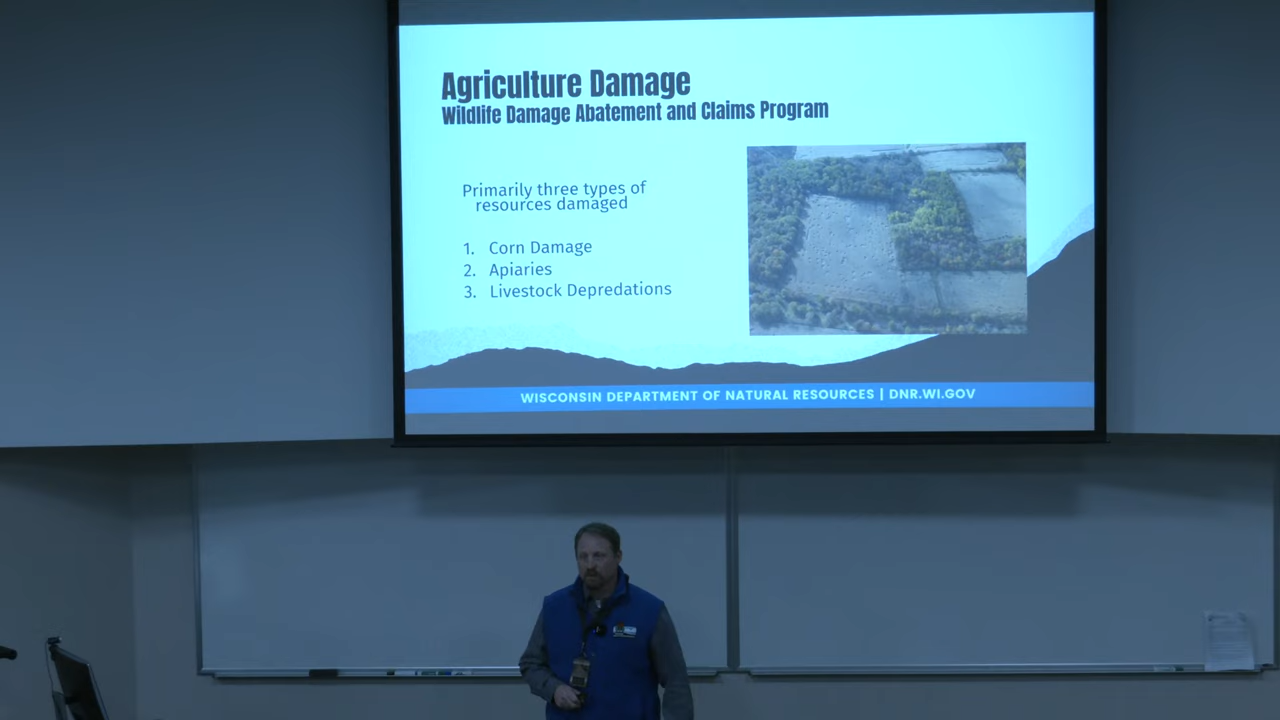 Agriculture Damage
Wildlife Damage Abatement and Claims Program
Primarily three types of
resources damaged
1. Corn Damage
2. Apiaries
3. Livestock Depredations
WISCONSIN DEPARTMENT OF NATURAL RESOURCES | DNR.WI.GOV